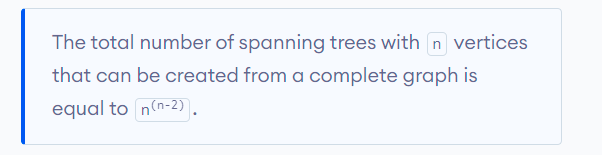 The total number of spanning trees with n vertices
that can be created from a complete graph is
equal to n⁽ⁿ⁻²⁾.